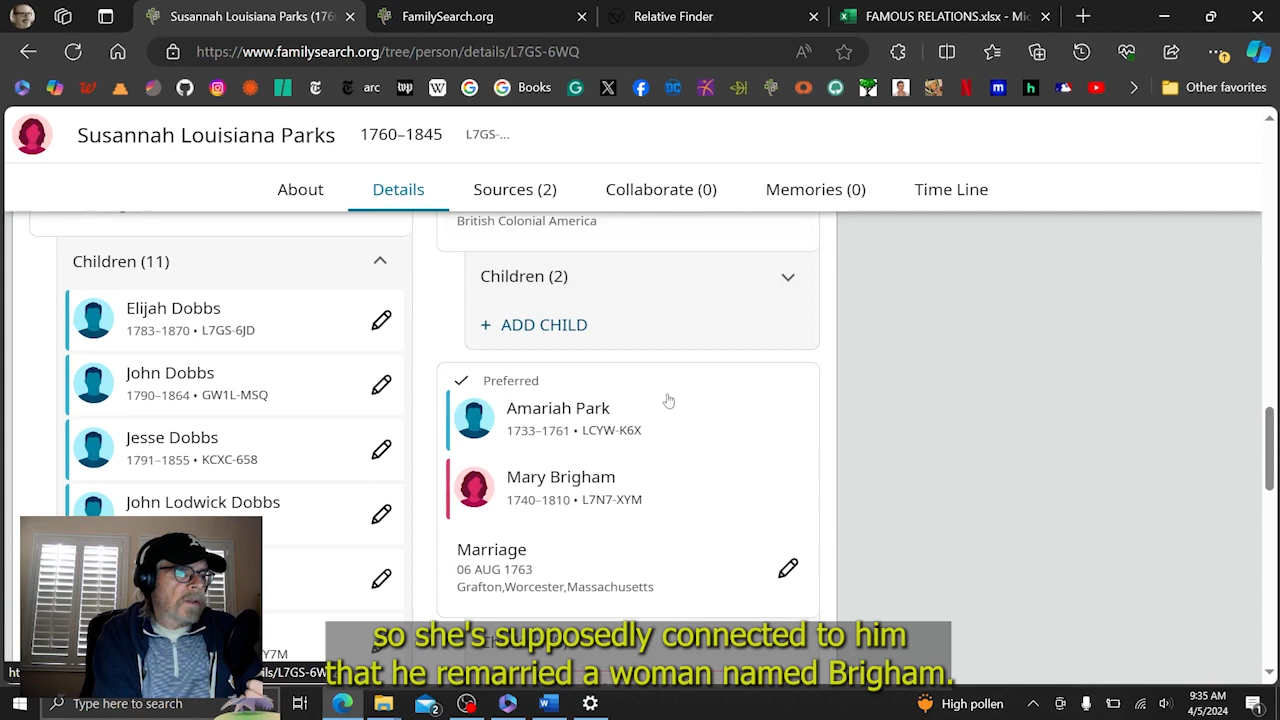 Susannah Louisiana Parks (176
FamilySearch.org
Relative Finder
FAMOUS RELATIONS.xlsx - Mic
https://www.familysearch.org/tree/person/details/L7GS-6WQ
arc
Books
Other favorites
Susannah Louisiana Parks 1760–1845 L7GS-...
About
Details
Sources (2)
Collaborate (0)
Memories (0)
Time Line
British Colonial America
Children (11)
Elijah Dobbs
1783–1870 • L7GS-6JD
John Dobbs
1790–1864 • GW1L-MSQ
Jesse Dobbs
1791–1855 • KCXC-658
John Lodwick Dobbs
Y7M
Children (2)
+ ADD CHILD
Preferred
Amariah Park
1733–1761 • LCYW-K6X
Mary Brigham
1740–1810 • L7N7-XYM
Marriage
06 AUG 1763
Grafton,Worcester,Massachusetts
so she's supposedly connected to him
that he remarried a woman named Brigham.
Type here to search
High pollen
9:35 AM
4/5/2024